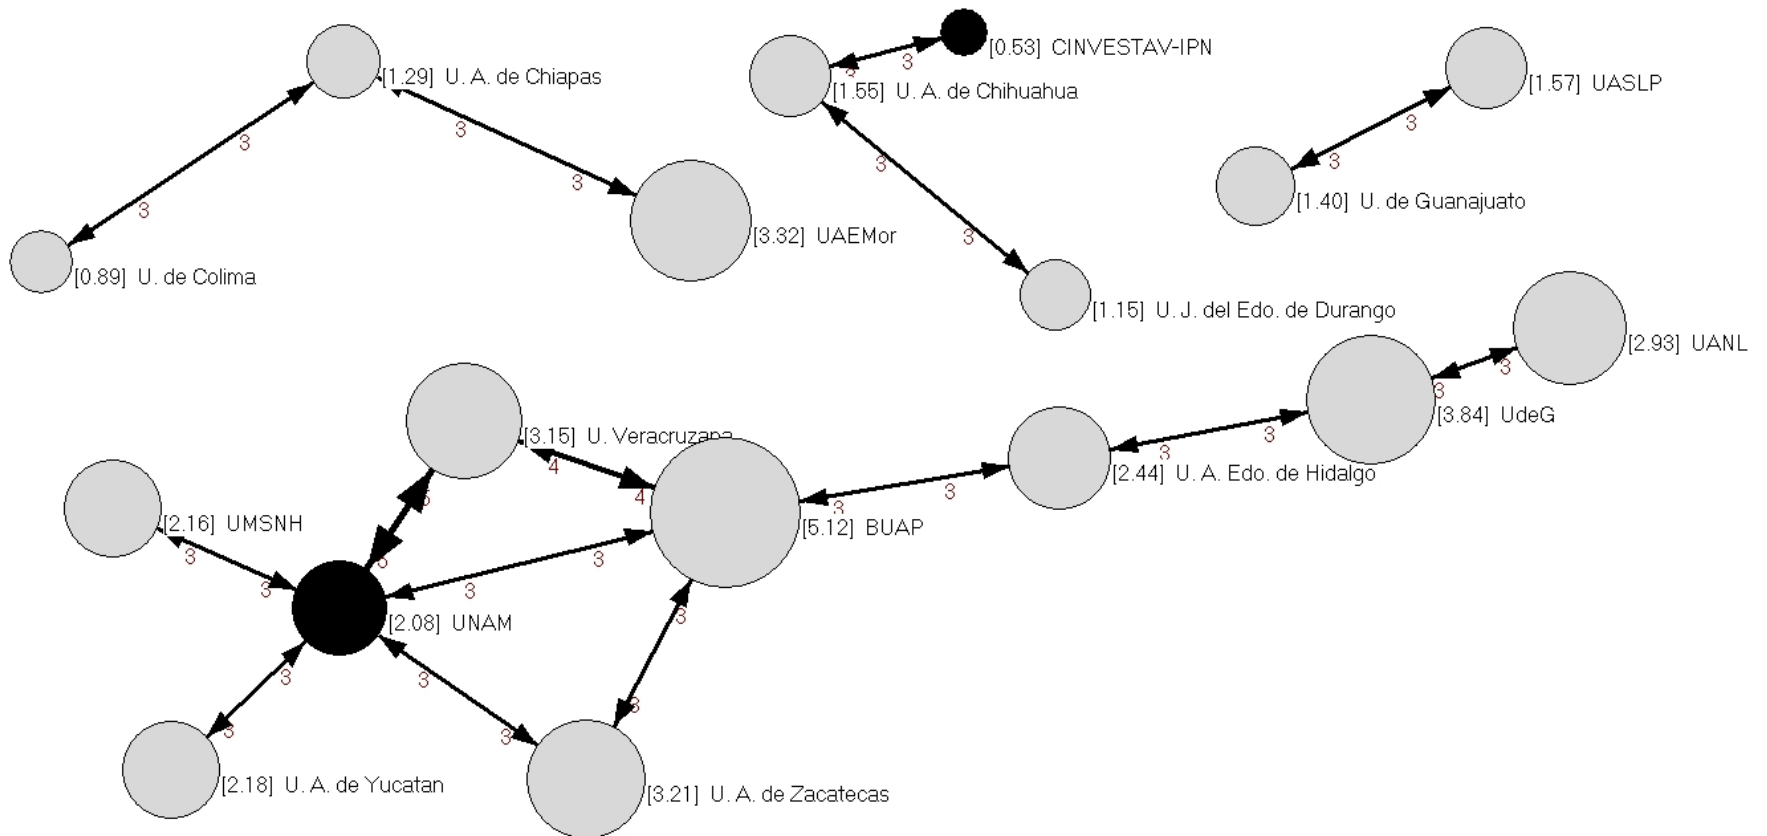 [1.29] U. A. de Chiapas
3
3
3
3
[0.89] U. de Colima
[3.32] UAEMor
[0.53] CINVESTAV-IPN
3
3
[1.55] U. A. de Chihuahua
3
3
[1.15] U. J. del Edo. de Durango
[1.57] UASLP
3
3
[1.40] U. de Guanajuato
[2.93] UANL
3
3
[3.84] UdeG
3
3
[2.44] U. A. Edo. de Hidalgo
3
3
[5.12] BUAP
[3.15] U. Veracruzana
4
4
5
[2.16] UMSNH
3
3
3
3
[2.08] UNAM
3
3
3
3
3
3
[2.18] U. A. de Yucatan
[3.21] U. A. de Zacatecas